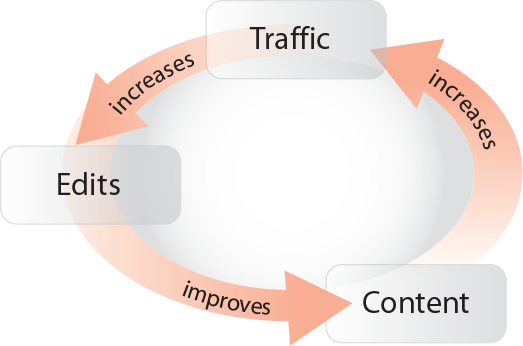 Traffic
increases
Edits
improves
Content
increases